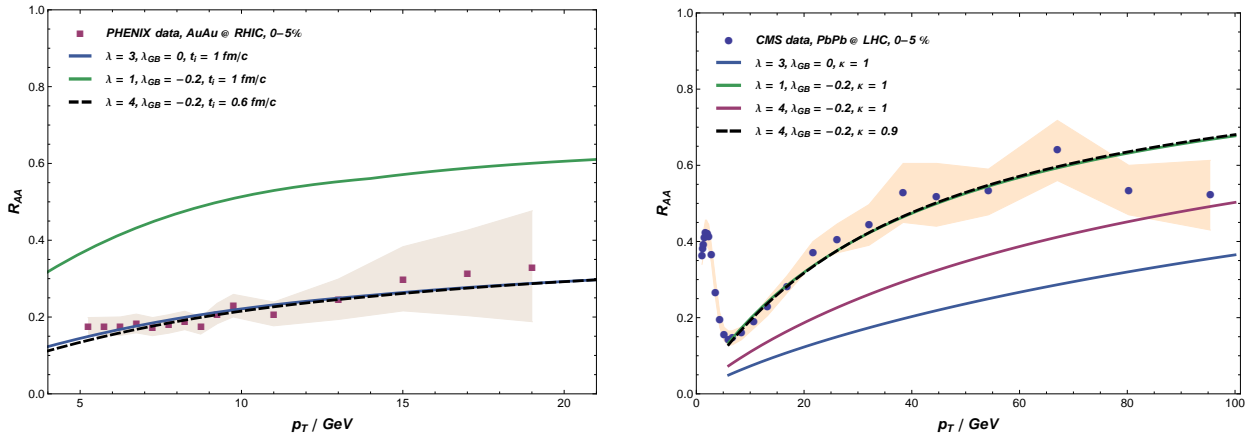 1.0
0.8
0.6
0.4
0.2
0.0
R_AA
PHENIX data, AuAu @ RHIC, 0–5%
λ = 3, λ_GB = 0, t_i = 1 fm/c
λ = 1, λ_GB = −0.2, t_i = 1 fm/c
λ = 4, λ_GB = −0.2, t_i = 0.6 fm/c
5 10 15 20
p_T / GeV
1.0
0.8
0.6
0.4
0.2
0.0
R_AA
CMS data, PbPb @ LHC, 0–5 %
λ = 3, λ_GB = 0, κ = 1
λ = 1, λ_GB = −0.2, κ = 1
λ = 4, λ_GB = −0.2, κ = 1
λ = 4, λ_GB = −0.2, κ = 0.9
0 20 40 60 80 100
p_T / GeV